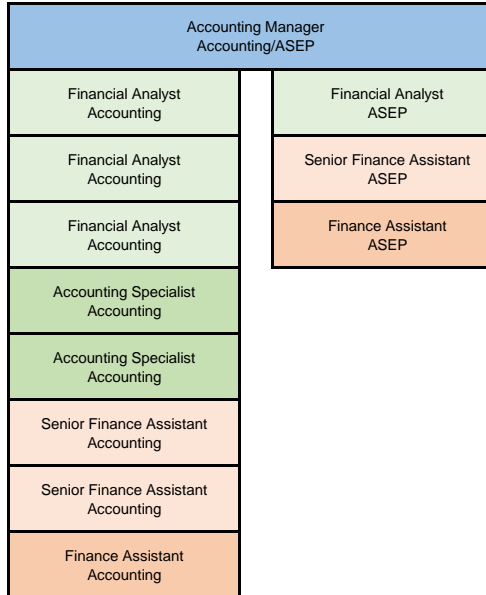 Accounting Manager
Accounting/ASEP
Financial Analyst
Accounting
Financial Analyst
Accounting
Financial Analyst
Accounting
Accounting Specialist
Accounting
Accounting Specialist
Accounting
Senior Finance Assistant
Accounting
Senior Finance Assistant
Accounting
Finance Assistant
Accounting
Financial Analyst
ASEP
Senior Finance Assistant
ASEP
Finance Assistant
ASEP